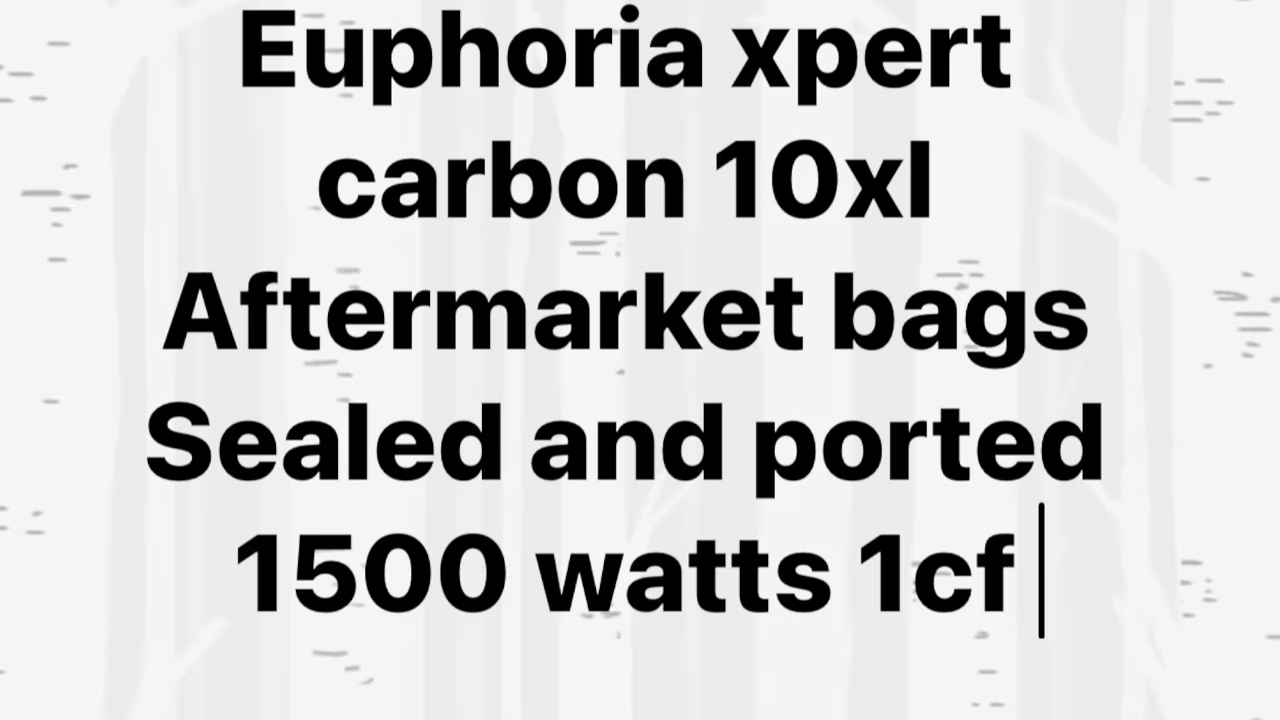 Euphoria xpert
carbon 10xl
Aftermarket bags
Sealed and ported
1500 watts 1cf